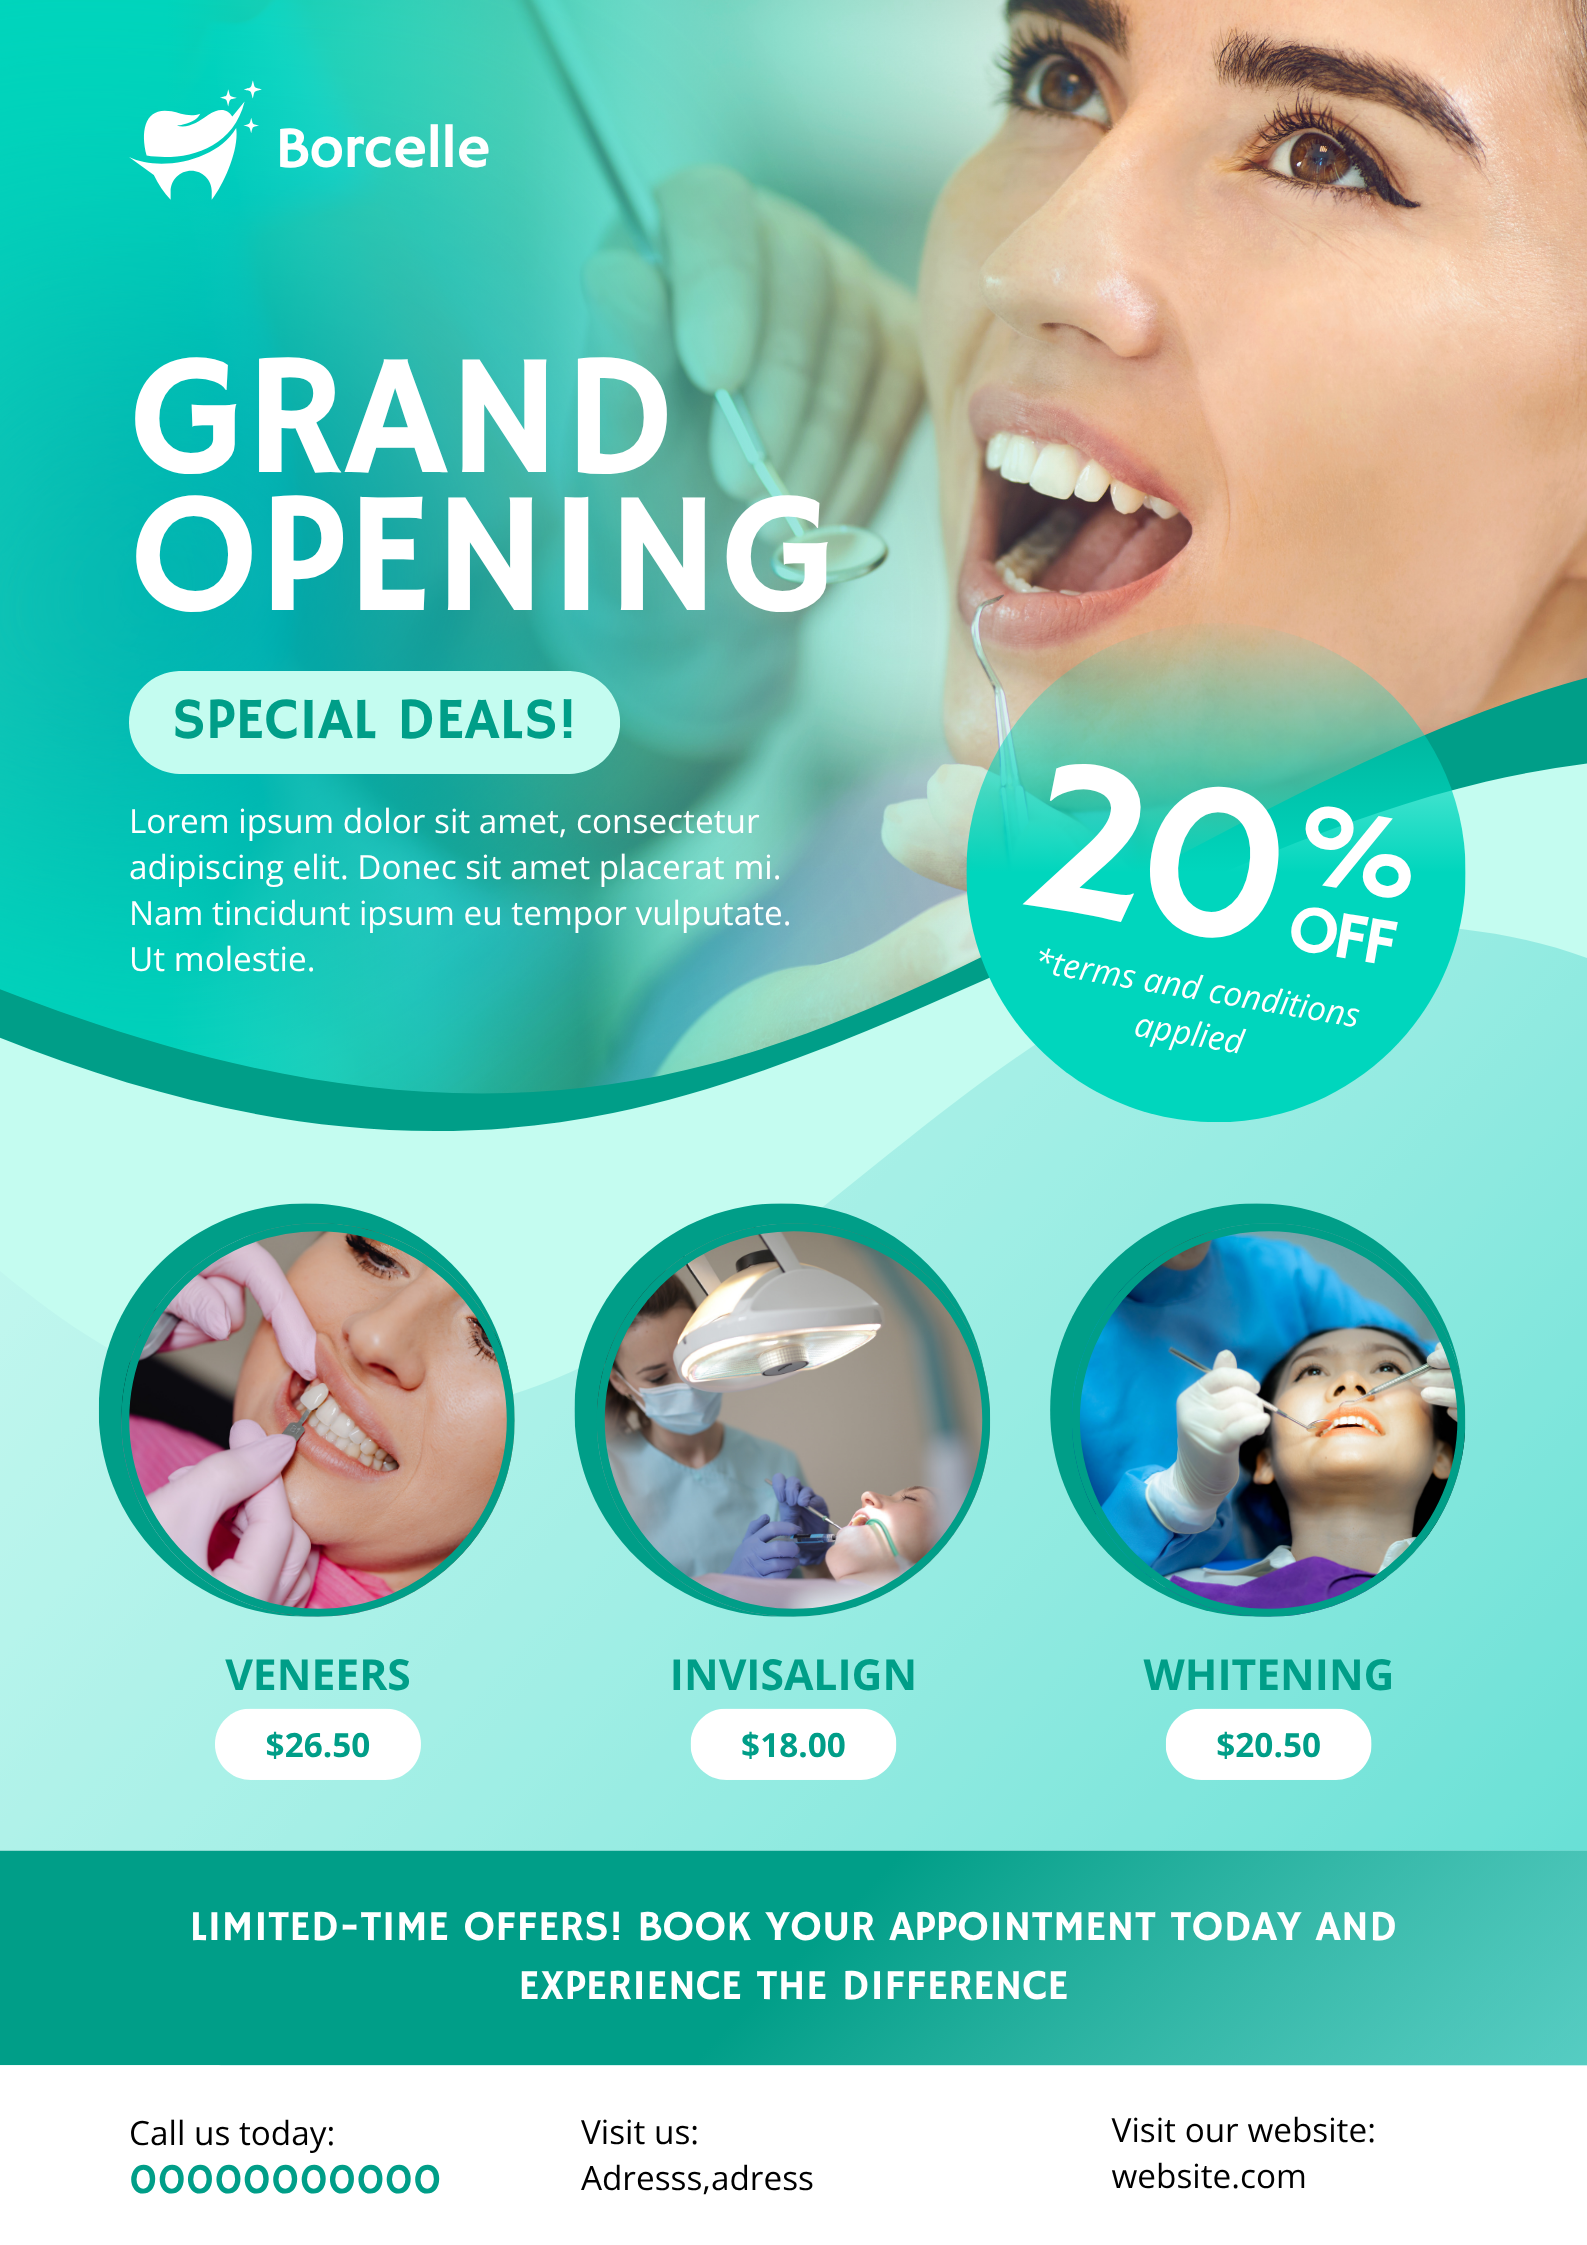 Borcelle
GRAND
OPENING
SPECIAL DEALS!
Lorem ipsum dolor sit amet, consectetur
adipiscing elit. Donec sit amet placerat mi.
Nam tincidunt ipsum eu tempor vulputate.
Ut molestie.
20%
OFF
*terms and conditions
applied
VENEERS
$26.50
INVISALIGN
$18.00
WHITENING
$20.50
LIMITED-TIME OFFERS! BOOK YOUR APPOINTMENT TODAY AND
EXPERIENCE THE DIFFERENCE
Call us today:
00000000000
Visit us:
Adresss,adress
Visit our website:
website.com